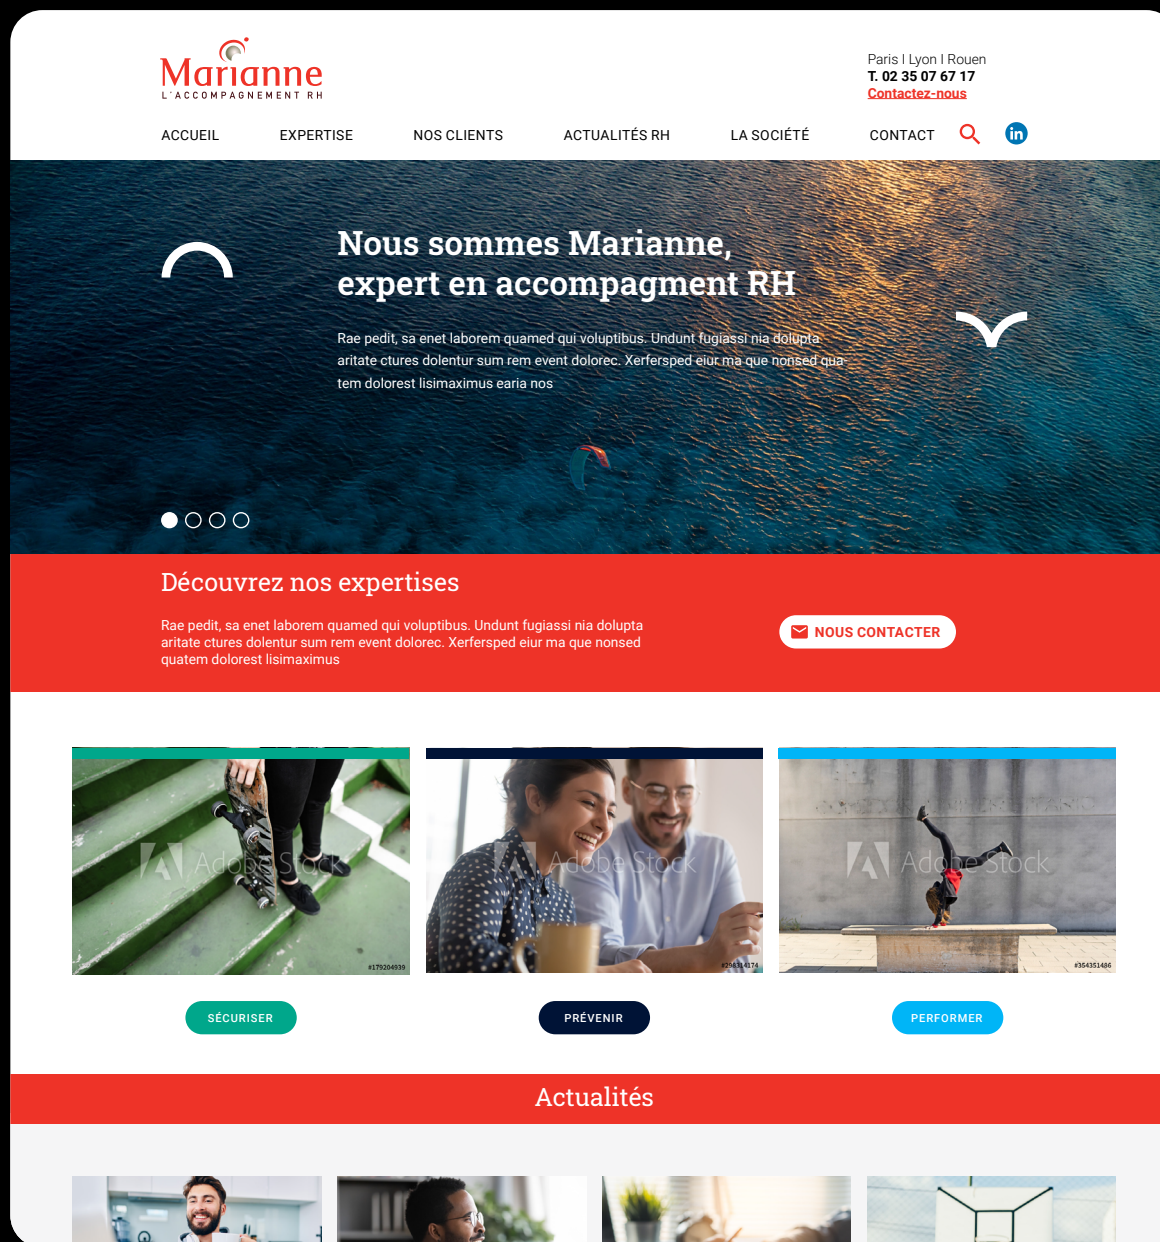 Marianne
L'ACCOMPAGNEMENT RH
Paris I Lyon I Rouen
T. 02 35 07 67 17
Contactez-nous
ACCUEIL EXPERTISE NOS CLIENTS ACTUALITÉS RH LA SOCIÉTÉ CONTACT in
Nous sommes Marianne,
expert en accompagment RH
Rae pedit, sa enet laborem quamed qui voluptibus. Undunt fugiassi nia dolupta
aritate ctures dolentur sum rem event dolorec. Xerfersped eiur ma que nonsed qua-
tem dolorest lisimaximus earia nos
Découvrez nos expertises
Rae pedit, sa enet laborem quamed qui voluptibus. Undunt fugiassi nia dolupta
aritate ctures dolentur sum rem event dolorec. Xerfersped eiur ma que nonsed
quatem dolorest lisimaximus
NOUS CONTACTER
Adobe Stock
#179204939
Adobe Stock
#298314174
Adobe Stock
#354351486
SÉCURISER
PRÉVENIR
PERFORMER
Actualités